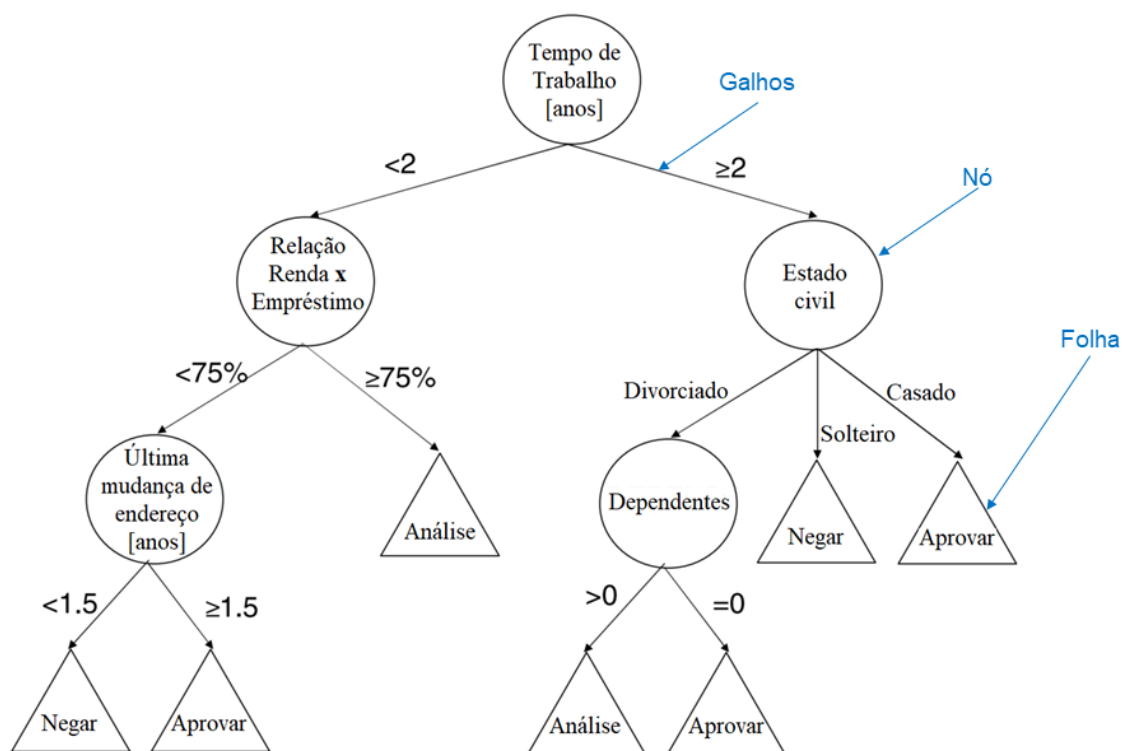 Tempo de
Trabalho
[anos]
Galhos
<2
≥2
Nó
Relação
Renda x
Empréstimo
Estado
civil
Folha
<75%
≥75%
Divorciado
Solteiro
Casado
Última
mudança de
endereço
[anos]
Análise
Dependentes
Negar
Aprovar
<1.5
≥1.5
>0
=0
Negar
Aprovar
Análise
Aprovar